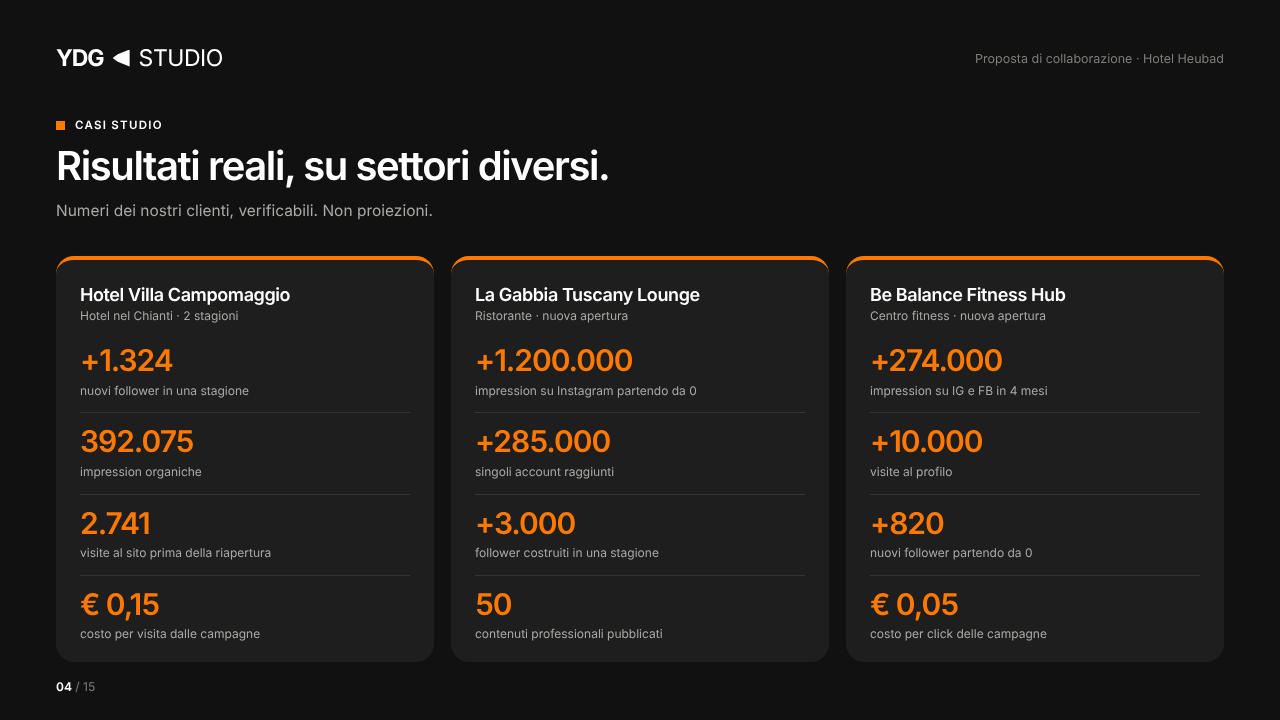 YDG STUDIO
Proposta di collaborazione · Hotel Heubad
CASI STUDIO
Risultati reali, su settori diversi.
Numeri dei nostri clienti, verificabili. Non proiezioni.
Hotel Villa Campomaggio
Hotel nel Chianti · 2 stagioni
+1.324
nuovi follower in una stagione
392.075
impression organiche
2.741
visite al sito prima della riapertura
€ 0,15
costo per visita dalle campagne
La Gabbia Tuscany Lounge
Ristorante · nuova apertura
+1.200.000
impression su Instagram partendo da 0
+285.000
singoli account raggiunti
+3.000
follower costruiti in una stagione
50
contenuti professionali pubblicati
Be Balance Fitness Hub
Centro fitness · nuova apertura
+274.000
impression su IG e FB in 4 mesi
+10.000
visite al profilo
+820
nuovi follower partendo da 0
€ 0,05
costo per click delle campagne
04 / 15